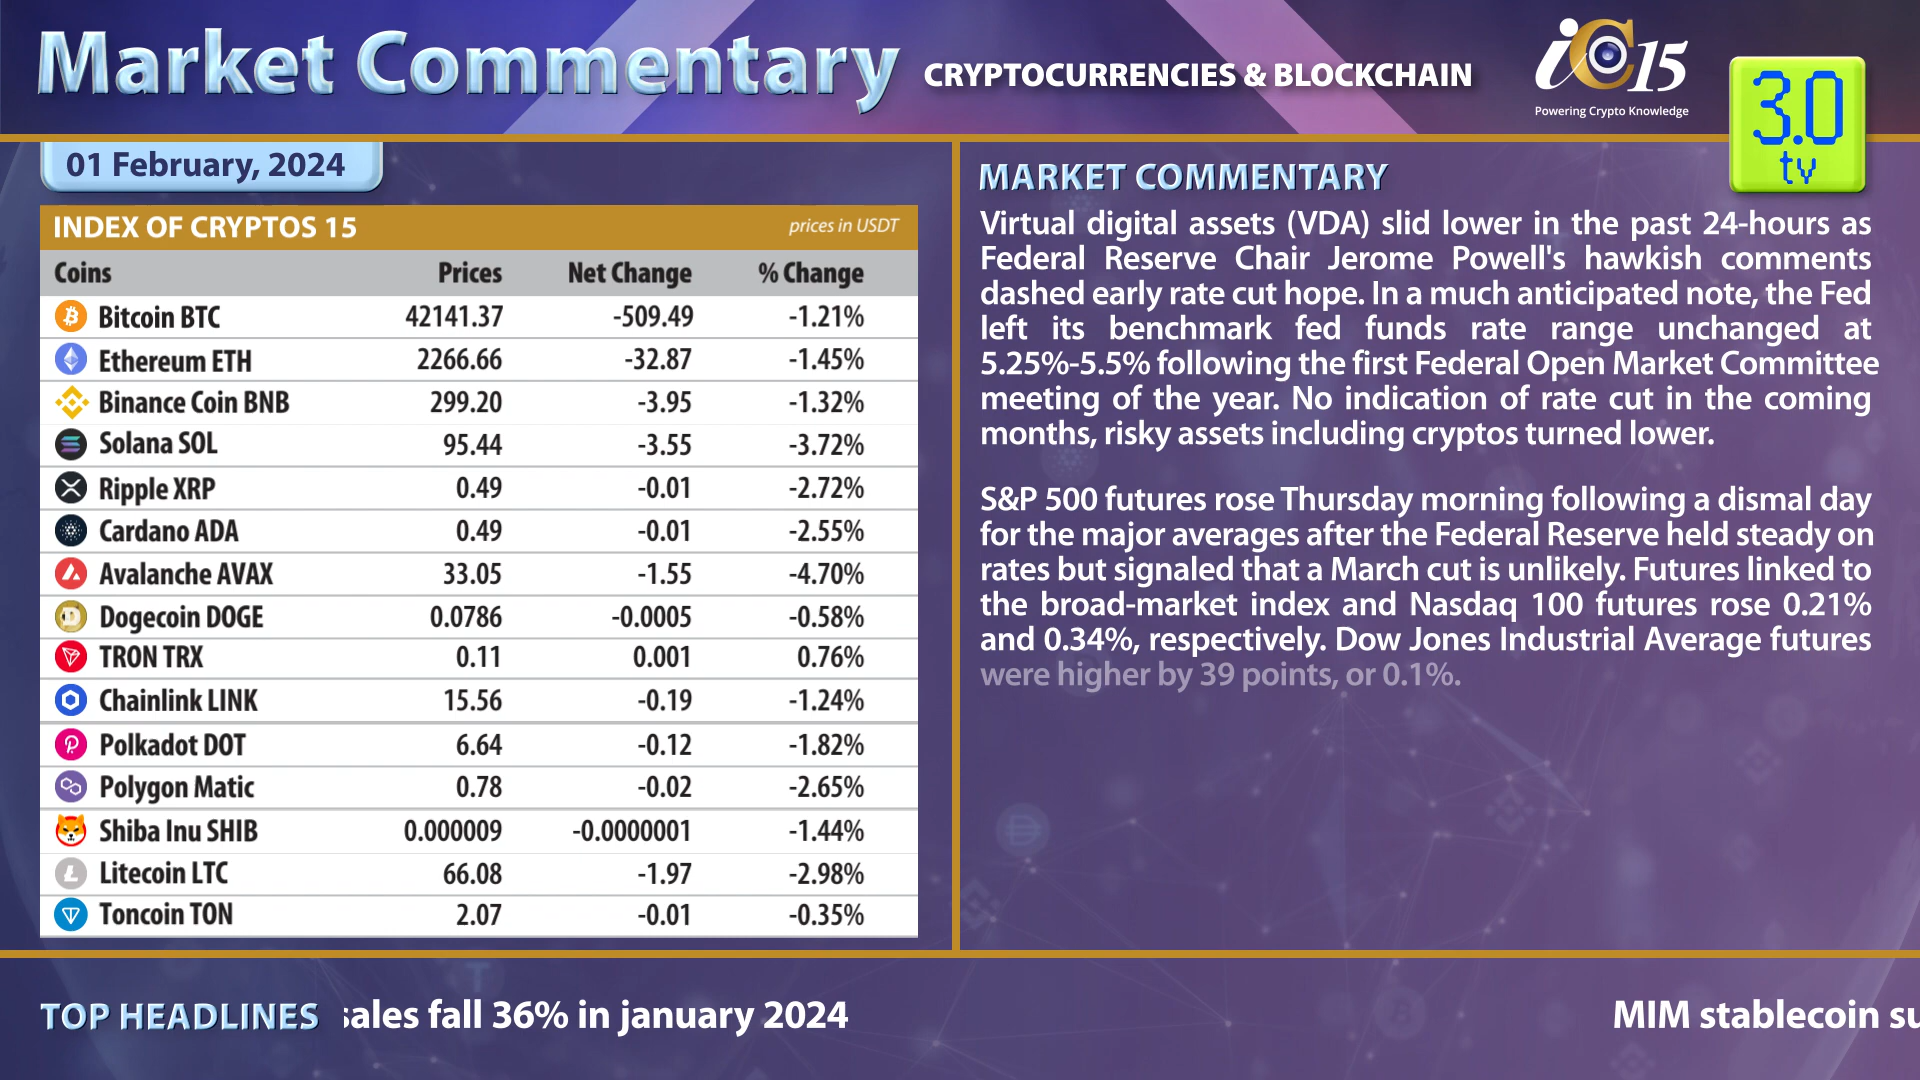 Market Commentary CRYPTOCURRENCIES & BLOCKCHAIN
iC15
Powering Crypto Knowledge
3.0
tv
01 February, 2024
INDEX OF CRYPTOS 15 prices in USDT
Coins Prices Net Change % Change
Bitcoin BTC 42141.37 -509.49 -1.21%
Ethereum ETH 2266.66 -32.87 -1.45%
Binance Coin BNB 299.20 -3.95 -1.32%
Solana SOL 95.44 -3.55 -3.72%
Ripple XRP 0.49 -0.01 -2.72%
Cardano ADA 0.49 -0.01 -2.55%
Avalanche AVAX 33.05 -1.55 -4.70%
Dogecoin DOGE 0.0786 -0.0005 -0.58%
TRON TRX 0.11 0.001 0.76%
Chainlink LINK 15.56 -0.19 -1.24%
Polkadot DOT 6.64 -0.12 -1.82%
Polygon Matic 0.78 -0.02 -2.65%
Shiba Inu SHIB 0.000009 -0.0000001 -1.44%
Litecoin LTC 66.08 -1.97 -2.98%
Toncoin TON 2.07 -0.01 -0.35%
MARKET COMMENTARY
Virtual digital assets (VDA) slid lower in the past 24-hours as
Federal Reserve Chair Jerome Powell's hawkish comments
dashed early rate cut hope. In a much anticipated note, the Fed
left its benchmark fed funds rate range unchanged at
5.25%-5.5% following the first Federal Open Market Committee
meeting of the year. No indication of rate cut in the coming
months, risky assets including cryptos turned lower.
S&P 500 futures rose Thursday morning following a dismal day
for the major averages after the Federal Reserve held steady on
rates but signaled that a March cut is unlikely. Futures linked to
the broad-market index and Nasdaq 100 futures rose 0.21%
and 0.34%, respectively. Dow Jones Industrial Average futures
were higher by 39 points, or 0.1%.
TOP HEADLINES sales fall 36% in january 2024 MIM stablecoin su